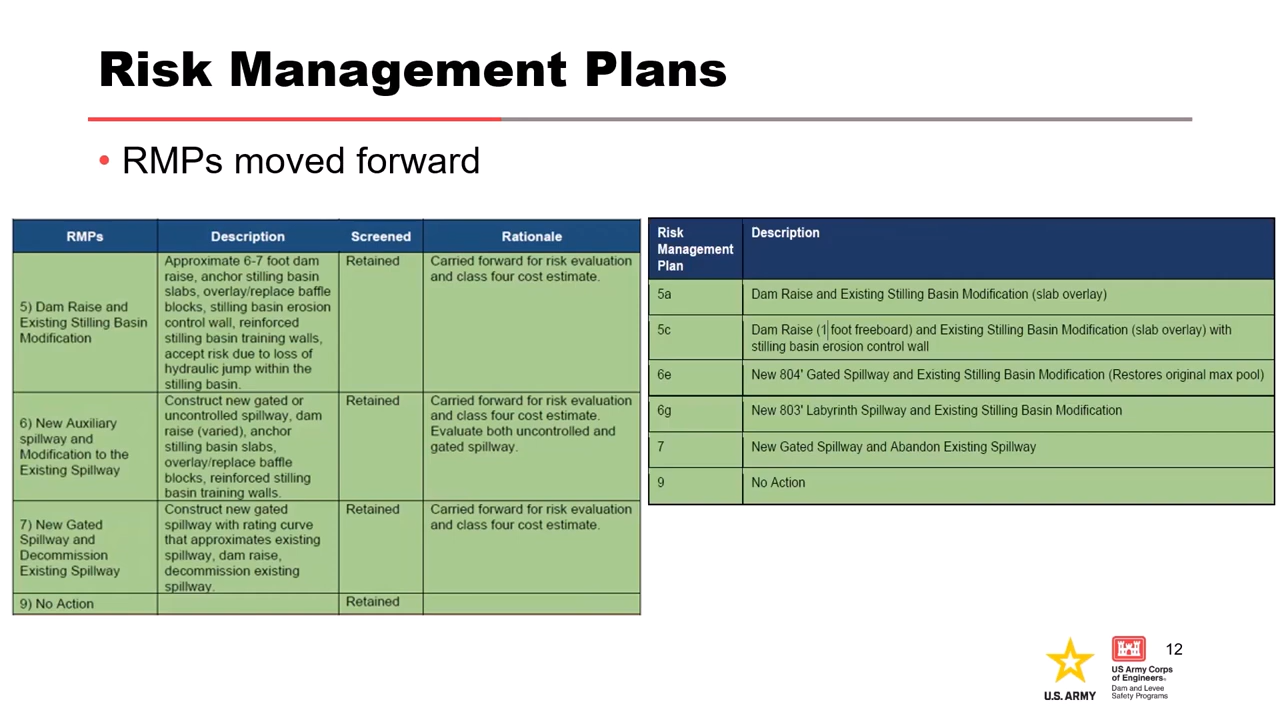 Risk Management Plans
• RMPs moved forward
RMPs Description Screened Rationale
5) Dam Raise and
Existing Stilling Basin
Modification
Approximate 6-7 foot dam
raise, anchor stilling basin
slabs, overlay/replace baffle
blocks, stilling basin erosion
control wall, reinforced
stilling basin training walls,
accept risk due to loss of
hydraulic jump within the
stilling basin.
Retained
Carried forward for risk evaluation
and class four cost estimate.
6) New Auxiliary
spillway and
Modification to the
Existing Spillway
Construct new gated or
uncontrolled spillway, dam
raise (varied), anchor
stilling basin slabs,
overlay/replace baffle
blocks, reinforced stilling
basin training walls.
Retained
Carried forward for risk evaluation
and class four cost estimate.
Evaluate both uncontrolled and
gated spillway.
7) New Gated
Spillway and
Decommission
Existing Spillway
Construct new gated
spillway with rating curve
that approximates existing
spillway, dam raise,
decommission existing
spillway.
Retained
Carried forward for risk evaluation
and class four cost estimate.
9) No Action
Retained
Risk
Management
Plan
Description
5a
Dam Raise and Existing Stilling Basin Modification (slab overlay)
5c
Dam Raise (1 foot freeboard) and Existing Stilling Basin Modification (slab overlay) with
stilling basin erosion control wall
6e
New 804' Gated Spillway and Existing Stilling Basin Modification (Restores original max pool)
6g
New 803' Labyrinth Spillway and Existing Stilling Basin Modification
7
New Gated Spillway and Abandon Existing Spillway
9
No Action
U.S. ARMY
US Army Corps
of Engineers®
Dam and Levee
Safety Programs
12